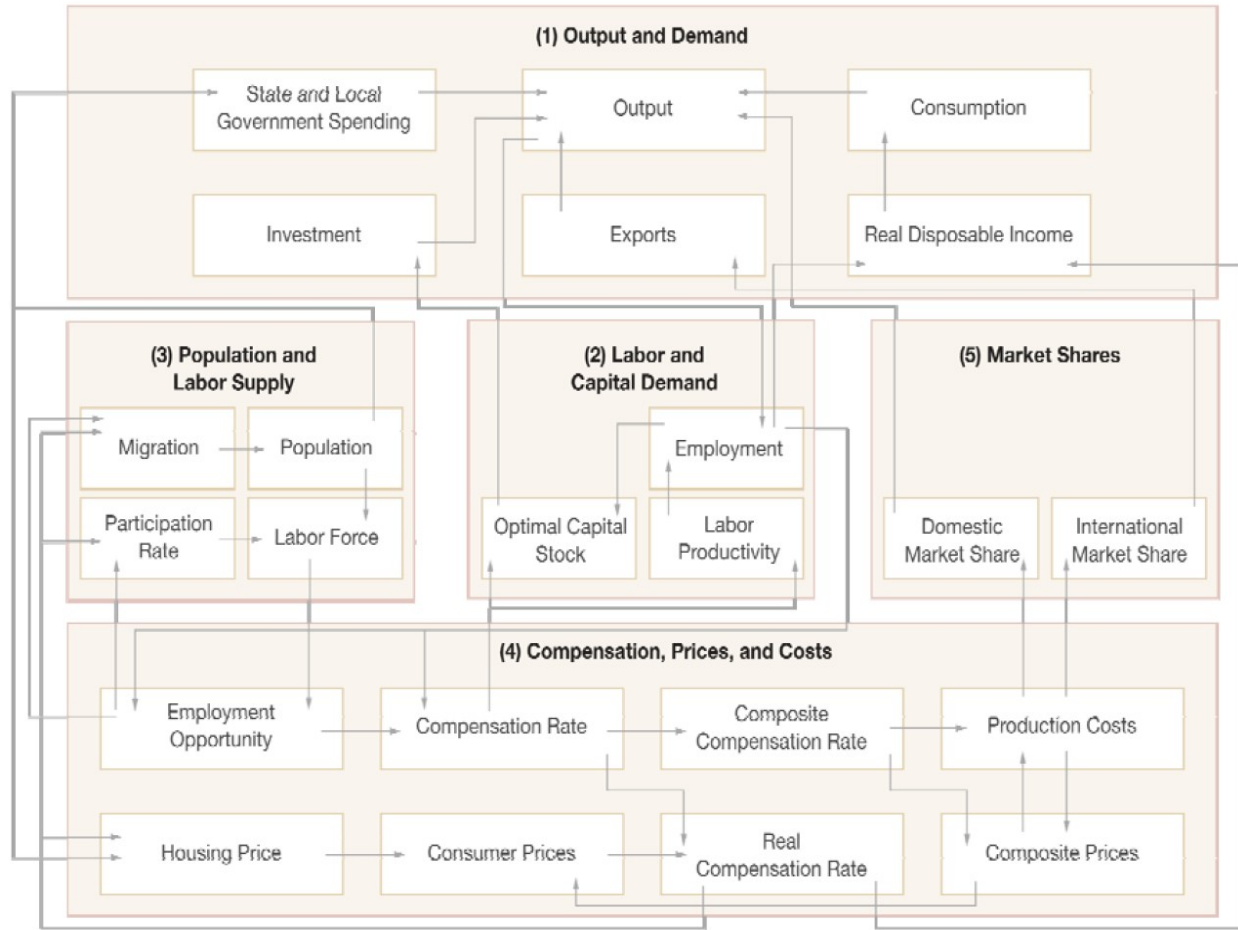 (1) Output and Demand
State and Local
Government Spending
Output
Consumption
Investment
Exports
Real Disposable Income
(3) Population and
Labor Supply
Migration
Population
Participation
Rate
Labor Force
(2) Labor and
Capital Demand
Employment
Optimal Capital
Stock
Labor
Productivity
(5) Market Shares
Domestic
Market Share
International
Market Share
(4) Compensation, Prices, and Costs
Employment
Opportunity
Compensation Rate
Composite
Compensation Rate
Production Costs
Housing Price
Consumer Prices
Real
Compensation Rate
Composite Prices